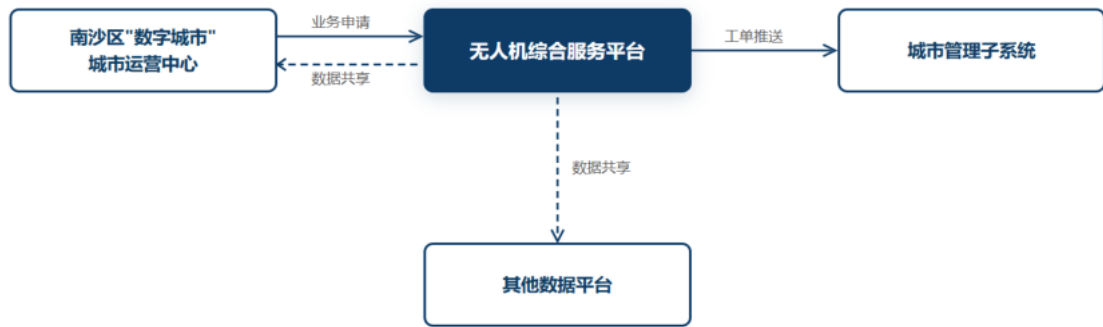 南沙区"数字城市"
城市运营中心
业务申请
数据共享
无人机综合服务平台
工单推送
城市管理子系统
数据共享
其他数据平台